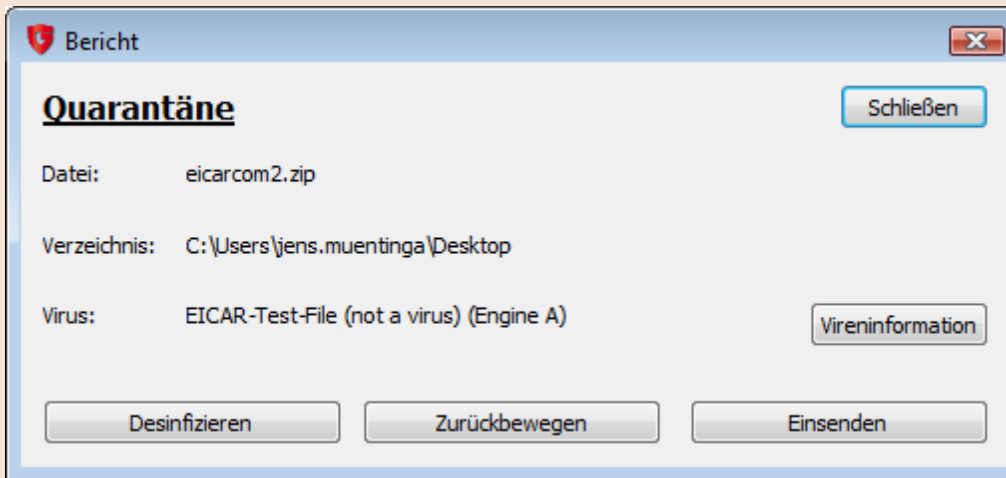 Bericht
Quarantäne
Schließen
Datei: eicarcom2.zip
Verzeichnis: C:\Users\jens.muentinga\Desktop
Virus: EICAR-Test-File (not a virus) (Engine A)
Vireninformation
Desinfizieren Zurückbewegen Einsenden